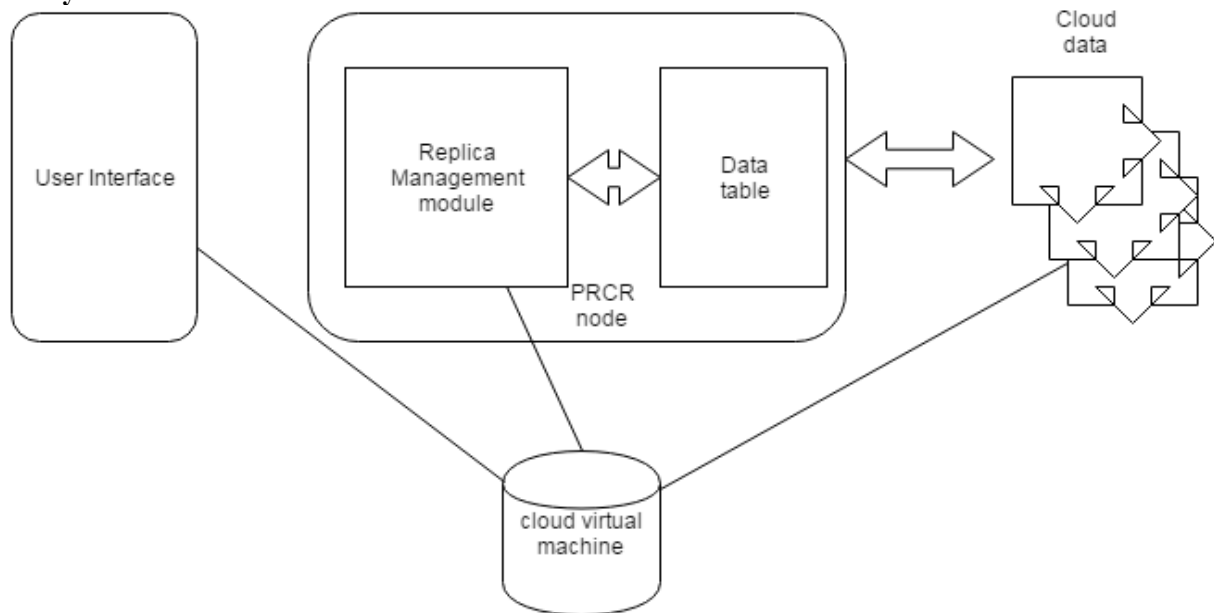 User Interface
Replica
Management
module
Data
table
PRCR
node
Cloud
data
cloud virtual
machine